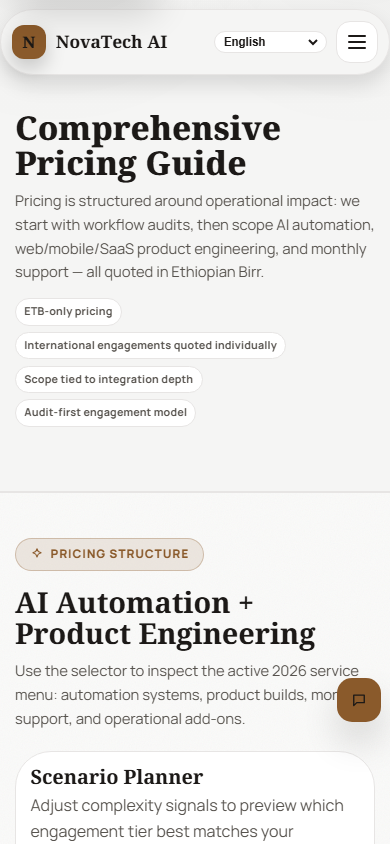 N NovaTech AI English
Comprehensive
Pricing Guide
Pricing is structured around operational impact: we
start with workflow audits, then scope AI automation,
web/mobile/SaaS product engineering, and monthly
support — all quoted in Ethiopian Birr.
ETB-only pricing
International engagements quoted individually
Scope tied to integration depth
Audit-first engagement model
PRICING STRUCTURE
AI Automation +
Product Engineering
Use the selector to inspect the active 2026 service
menu: automation systems, product builds,
support, and operational add-ons.
Scenario Planner
Adjust complexity signals to preview which
engagement tier best matches your